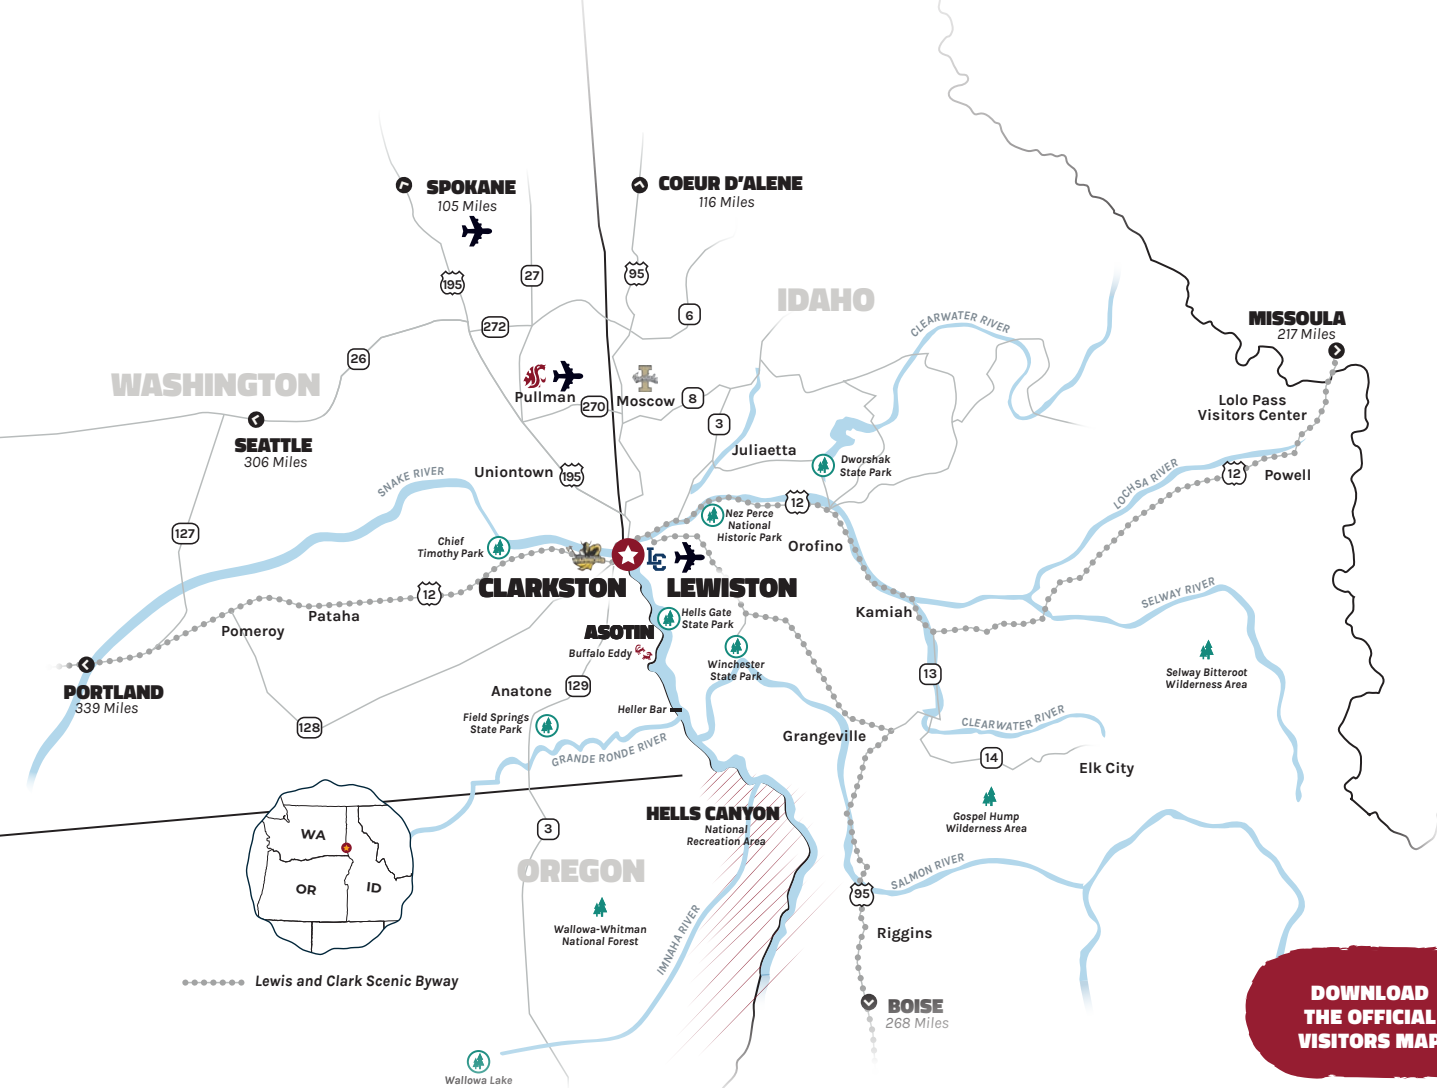 SPOKANE
105 Miles
COEUR D'ALENE
116 Miles
195
27
95
272
6
IDAHO
CLEARWATER RIVER
MISSOULA
217 Miles
26
WASHINGTON
Pullman
270
Moscow
8
3
Lolo Pass
Visitors Center
SEATTLE
306 Miles
SNAKE RIVER
Uniontown
195
Juliaetta
Dworshak
State Park
LOCHSA RIVER
12
Powell
127
Chief
Timothy Park
Nez Perce
National
Historic Park
12
Orofino
LC
CLARKSTON
LEWISTON
12
Pataha
Pomeroy
ASOTIN
Buffalo Eddy
Hells Gate
State Park
Kamiah
SELWAY RIVER
Winchester
State Park
Selway Bitteroot
Wilderness Area
PORTLAND
339 Miles
Anatone
129
13
Heller Bar
Field Springs
State Park
128
GRANDE RONDE RIVER
Grangeville
CLEARWATER RIVER
14
Elk City
HELLS CANYON
National
Recreation Area
3
Gospel Hump
Wilderness Area
WA
OR
ID
OREGON
SALMON RIVER
95
Wallowa-Whitman
National Forest
IMNAHA RIVER
Riggins
Lewis and Clark Scenic Byway
BOISE
268 Miles
Wallowa Lake
DOWNLOAD
THE OFFICIAL
VISITORS MAP